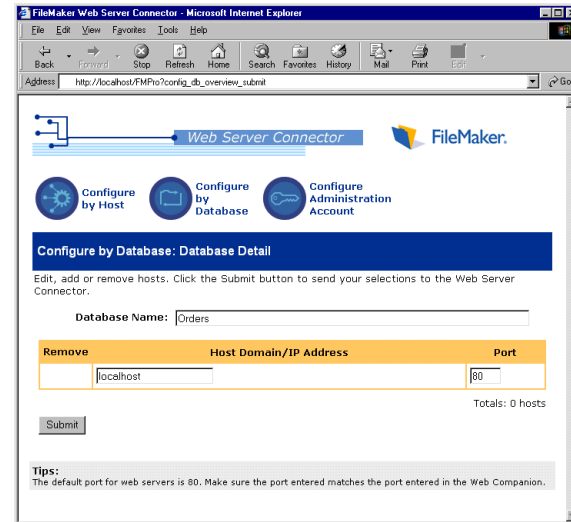 FileMaker Web Server Connector - Microsoft Internet Explorer
File Edit View Favorites Tools Help
Back Forward Stop Refresh Home Search Favorites History Mail Print Edit
Address http://localhost/FMPro?config_db_overview_submit Go
Web Server Connector FileMaker.
Configure by Host
Configure by Database
Configure Administration Account
Configure by Database: Database Detail
Edit, add or remove hosts. Click the Submit button to send your selections to the Web Server
Connector.
Database Name: Orders
Remove Host Domain/IP Address Port
localhost 80
Totals: 0 hosts
Submit
Tips:
The default port for web servers is 80. Make sure the port entered matches the port entered in the Web Companion.